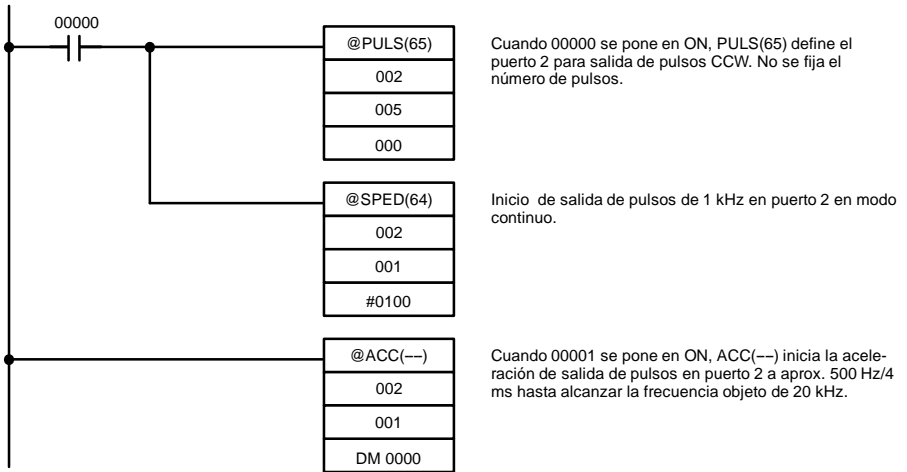 00000
@PULS(65)
002
005
000
Cuando 00000 se pone en ON, PULS(65) define el
puerto 2 para salida de pulsos CCW. No se fija el
número de pulsos.
@SPED(64)
002
001
#0100
Inicio de salida de pulsos de 1 kHz en puerto 2 en modo
continuo.
@ACC(––)
002
001
DM 0000
Cuando 00001 se pone en ON, ACC(––) inicia la acele-
ración de salida de pulsos en puerto 2 a aprox. 500 Hz/4
ms hasta alcanzar la frecuencia objeto de 20 kHz.